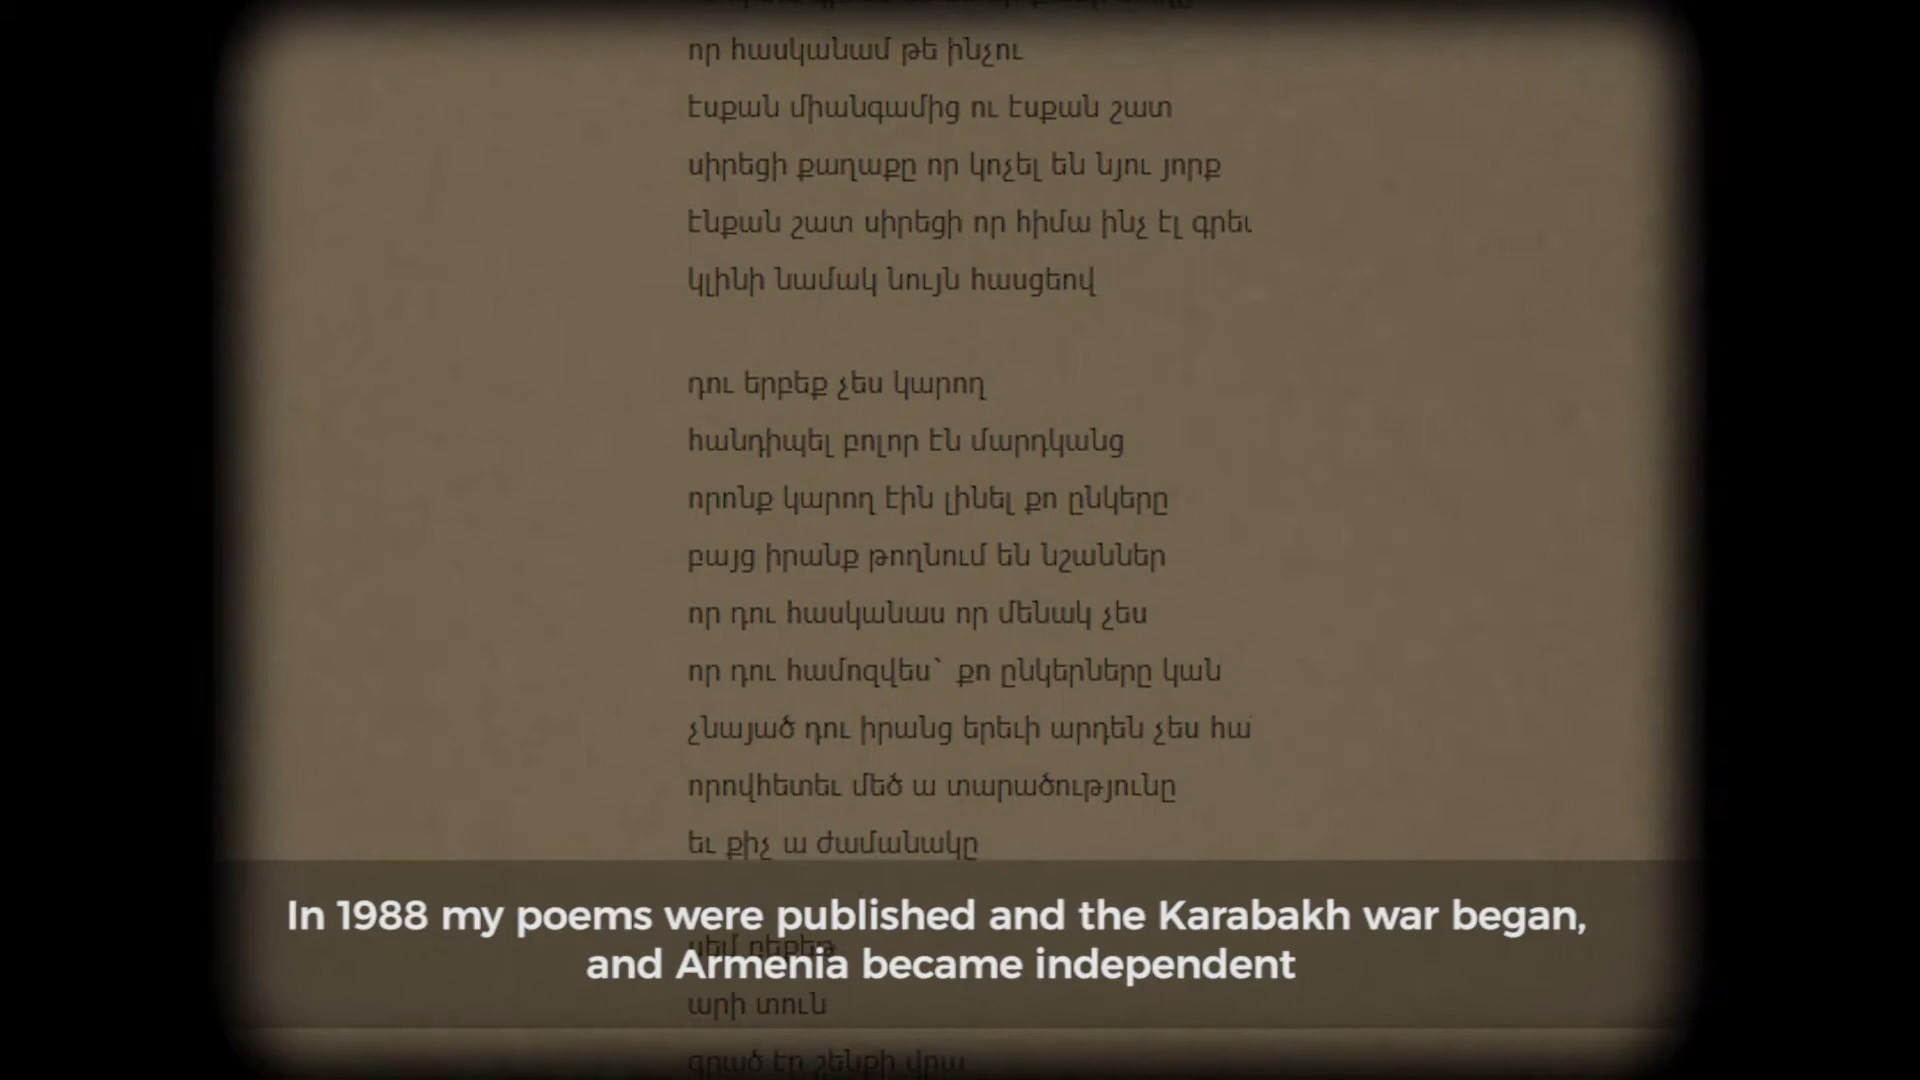 որ հասկանամ թե ինչու
էսքան միանգամից ու էսքան շատ
սիրեցի քաղաքը որ կոչել են նյու յորք
էնքան շատ սիրեցի որ հիմա ինչ էլ գրեւ
կլինի նամակ նույն հասցեով
դու երբեք չես կարող
հանդիպել բոլոր էն մարդկանց
որոնք կարող էին լինել քո ընկերը
բայց իրանք թողնում են նշաններ
որ դու հասկանաս որ մենակ չես
որ դու համոզվես` քո ընկերները կան
չնայած դու իրանց երեւի արդեն չես հա
որովհետեւ մեծ ա տարածությունը
եւ քիչ ա ժամանակը
In 1988 my poems were published and the Karabakh war began,
and Armenia became independent
արի տուն
գրած էր շենքի վրա